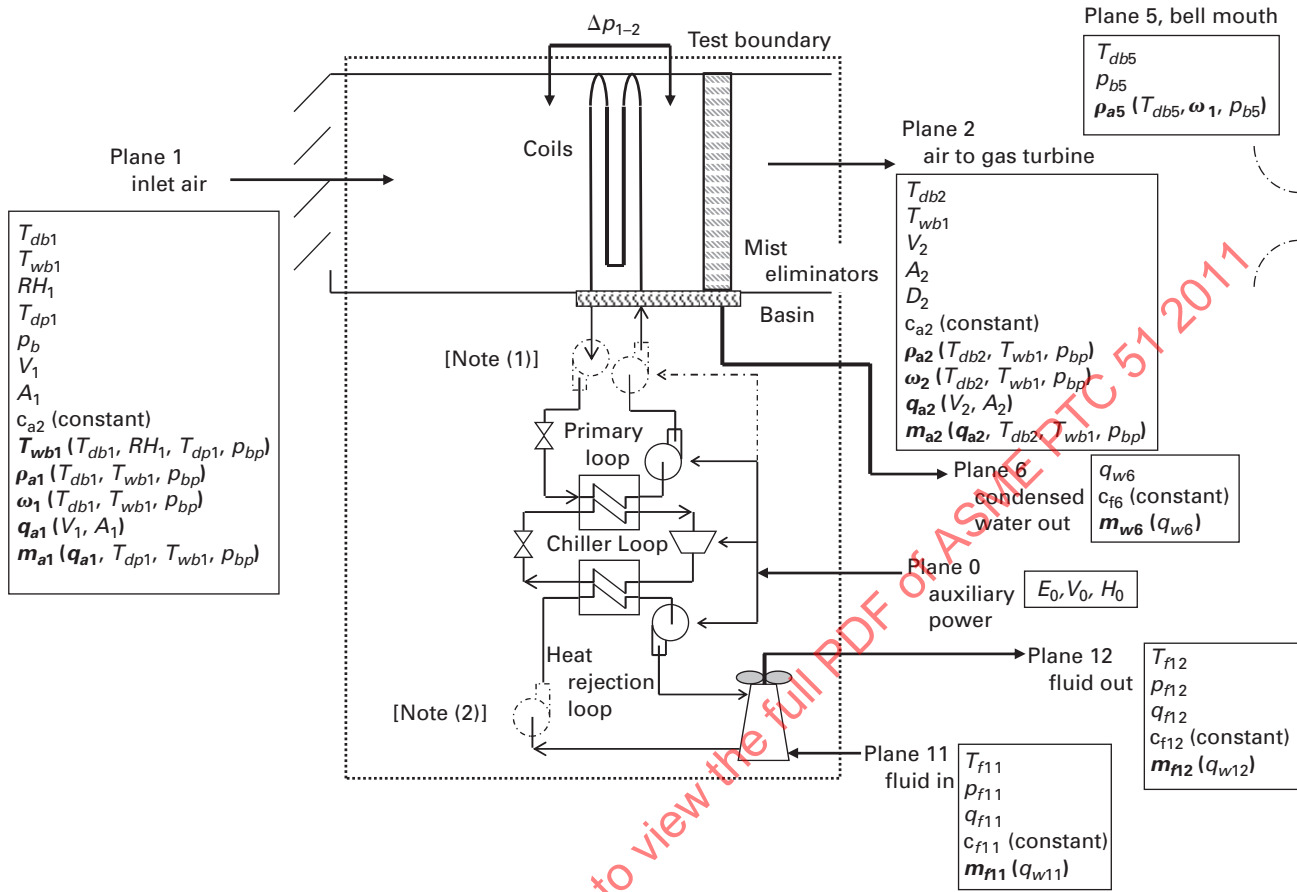 Δp1–2
Test boundary
Plane 5, bell mouth
Tdb5
pb5
ρa5 (Tdb5, ω1, pb5)
Plane 1
inlet air
Coils
Plane 2
air to gas turbine
Tdb1
Twb1
RH1
Tdp1
pb
V1
A1
ca2 (constant)
Twb1 (Tdb1, RH1, Tdp1, pbp)
ρa1 (Tdb1, Twb1, pbp)
ω1 (Tdb1, Twb1, pbp)
qa1 (V1, A1)
ma1 (qa1, Tdp1, Twb1, pbp)
Tdb2
Twb1
V2
A2
D2
ca2 (constant)
ρa2 (Tdb2, Twb1, pbp)
ω2 (Tdb2, Twb1, pbp)
qa2 (V2, A2)
ma2 (qa2, Tdb2, Twb1, pbp)
Mist
eliminators
Basin
[Note (1)]
Primary
loop
Chiller Loop
Plane 6
condensed
water out
qw6
cf6 (constant)
mw6 (qw6)
Plane 0
auxiliary
power
E0, V0, H0
Heat
rejection
loop
[Note (2)]
Plane 12
fluid out
Tf12
pf12
qf12
cf12 (constant)
mf12 (qw12)
Plane 11
fluid in
Tf11
pf11
qf11
cf11 (constant)
mf11 (qw11)
to view the full PDF of ASME PTC 51 2011